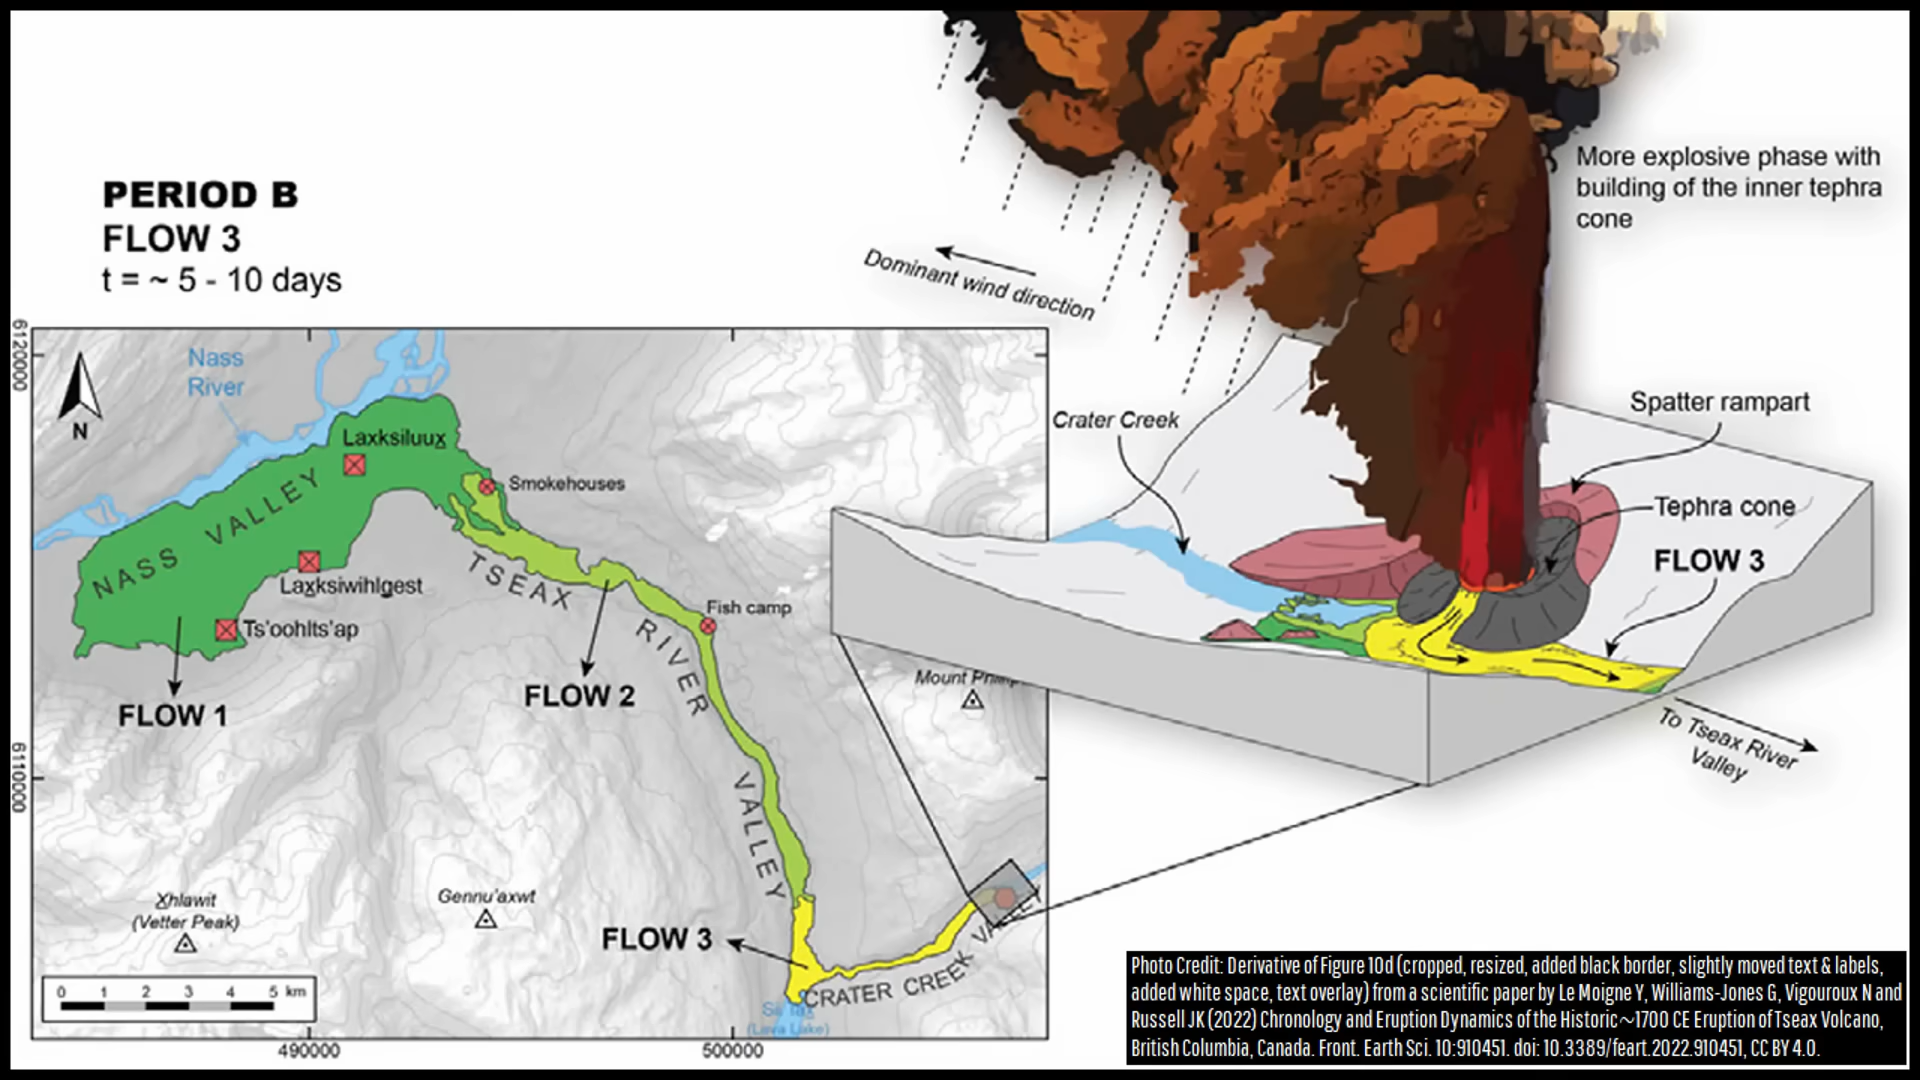 PERIOD B
FLOW 3
t = ~ 5 - 10 days
More explosive phase with
building of the inner tephra
cone
Dominant wind direction
Crater Creek
Spatter rampart
Tephra cone
FLOW 3
To Tseax River
Valley
6120000
6110000
490000
500000
N
Nass
River
Laxksiluux̱
NASS VALLEY
Smokehouses
Lax̱ksiwihlgest
Ts'oohlts'ap
TSEAX RIVER VALLEY
Fish camp
FLOW 1
FLOW 2
Mount
X̱hlawit
(Vetter Peak)
Gennu'axwt
FLOW 3
CRATER CREEK VALLEY
(Lava Lake)
0 1 2 3 4 5 km
Photo Credit: Derivative of Figure 10d (cropped, resized, added black border, slightly moved text & labels,
added white space, text overlay) from a scientific paper by Le Moigne Y, Williams-Jones G, Vigouroux N and
Russell JK (2022) Chronology and Eruption Dynamics of the Historic ~1700 CE Eruption of Tseax Volcano,
British Columbia, Canada. Front. Earth Sci. 10:910451. doi: 10.3389/feart.2022.910451, CC BY 4.0.